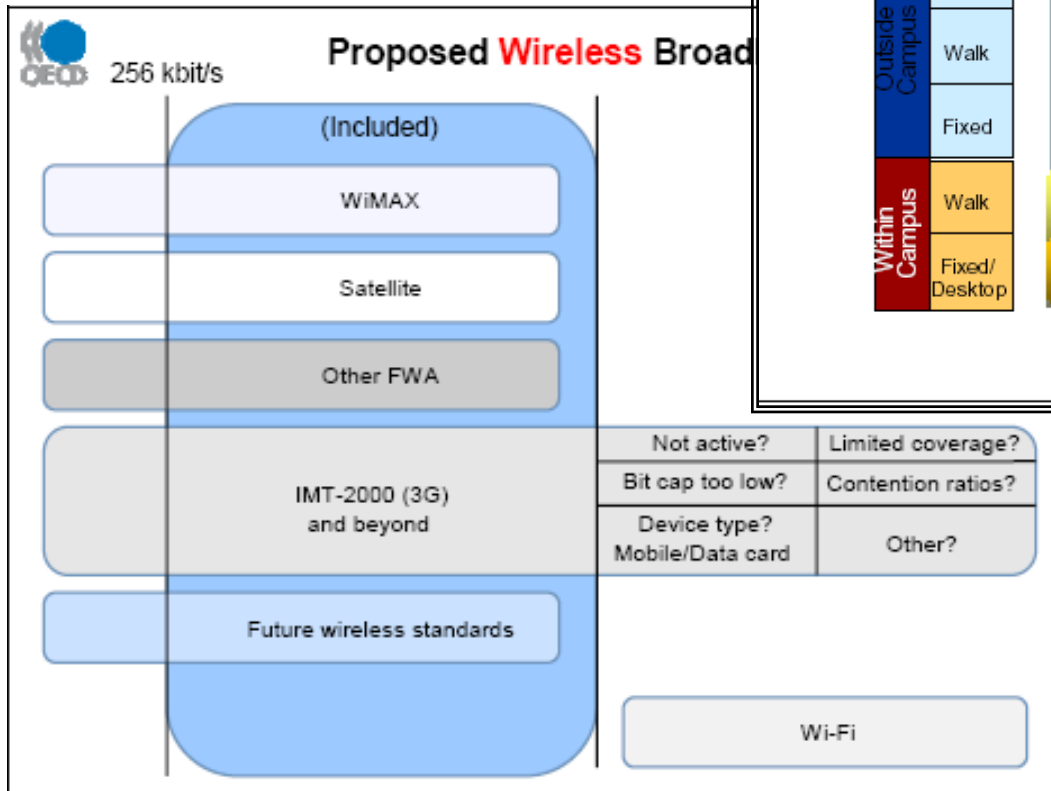 OECD
256 kbit/s
Proposed Wireless Broad
(Included)
WiMAX
Satellite
Other FWA
IMT-2000 (3G)
and beyond
Not active?
Limited coverage?
Bit cap too low?
Contention ratios?
Device type?
Mobile/Data card
Other?
Future wireless standards
Wi-Fi
Outside
Campus
Walk
Fixed
Within
Campus
Walk
Fixed/
Desktop